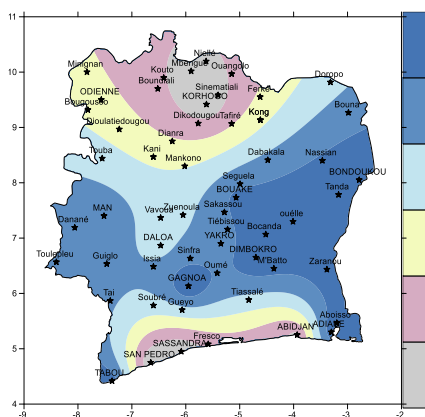 11
Niellé
Minignan
Mbengué
Ouangolo
Kouto
10
Boundiali
Doropo
Sinematiali
ODIENNE
Ferké
KORHOGO
Bougousso
Bouna
Dikodougou
Tafiré
Kong
9
Dioulatiedougou
Dianra
Kani
Touba
Mankono
Dabakala
Nassian
BONDOUKOU
8
Seguela
Tanda
BOUAKE
MAN
Vavoua
Zuenoula
Sakassou
ouêlle
Danané
Tiébissou
Bocanda
7
DALOA
YAKRO
DIMBOKRO
Toulepleu
Guiglo
Issia
Sinfra
Oumé
M'Batto
Zaranou
GAGNOA
6
Tai
Soubré
Gueyo
Tiassalé
Aboisso
ABIDJAN
ADIAKE
5
Fresco
SASSANDRA
SAN PEDRO
TABOU
4
-9
-8
-7
-6
-5
-4
-3
-2